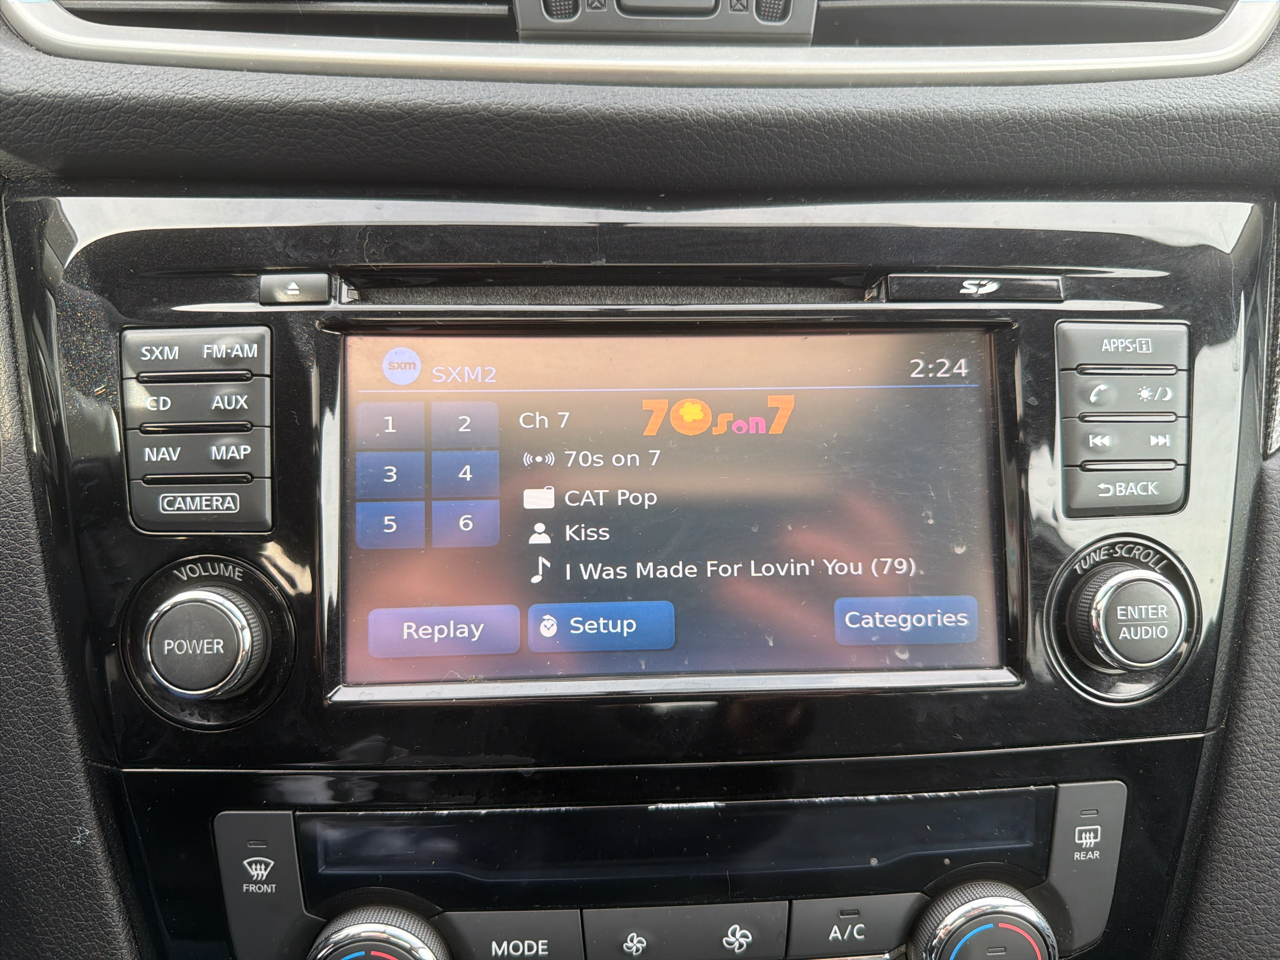 SD
SXM FM·AM
CD AUX
NAV MAP
CAMERA
VOLUME
POWER
sxm SXM2 2:24
1 2
3 4
5 6
Ch 7 70s on 7
70s on 7
CAT Pop
Kiss
I Was Made For Lovin' You (79)
Replay Setup Categories
APPS·i
BACK
TUNE·SCROLL
ENTER
AUDIO
FRONT
REAR
MODE
A/C